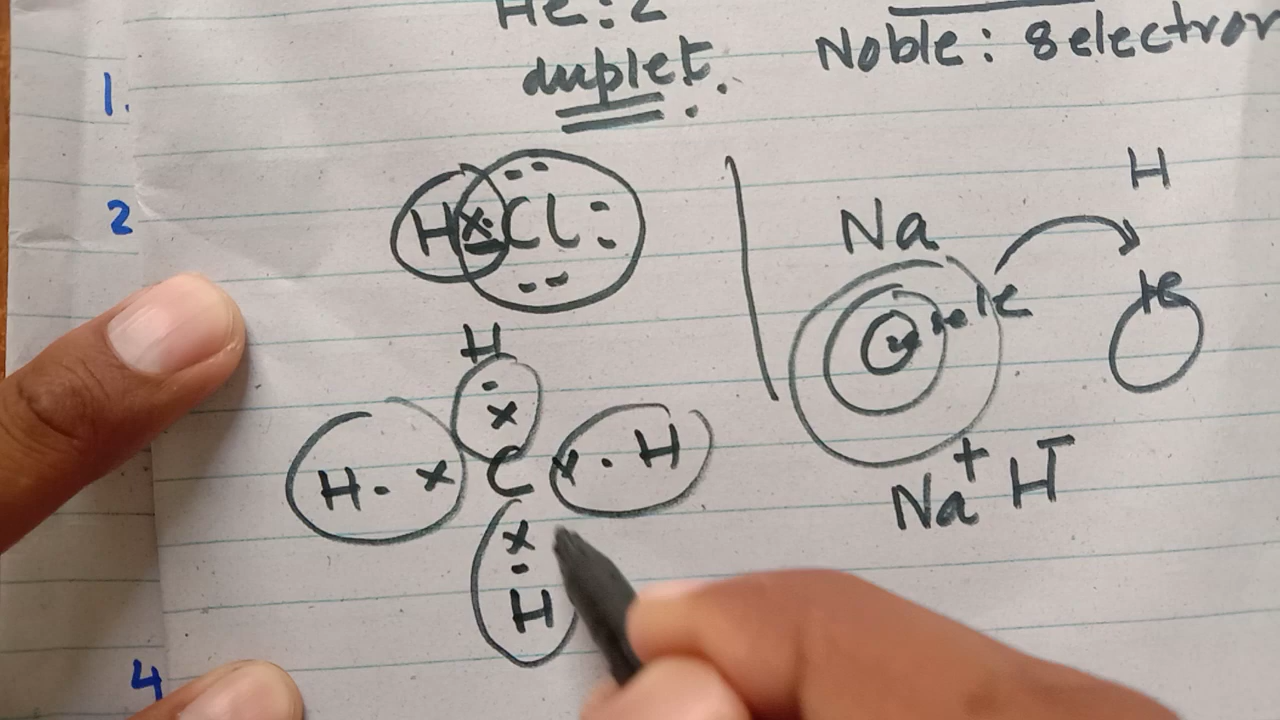 He: 2
duplet.
Noble: 8 electron
1.
2
H x Cl
H
x
H . x C x . H
x
H
Na
H
Na+ H-
4